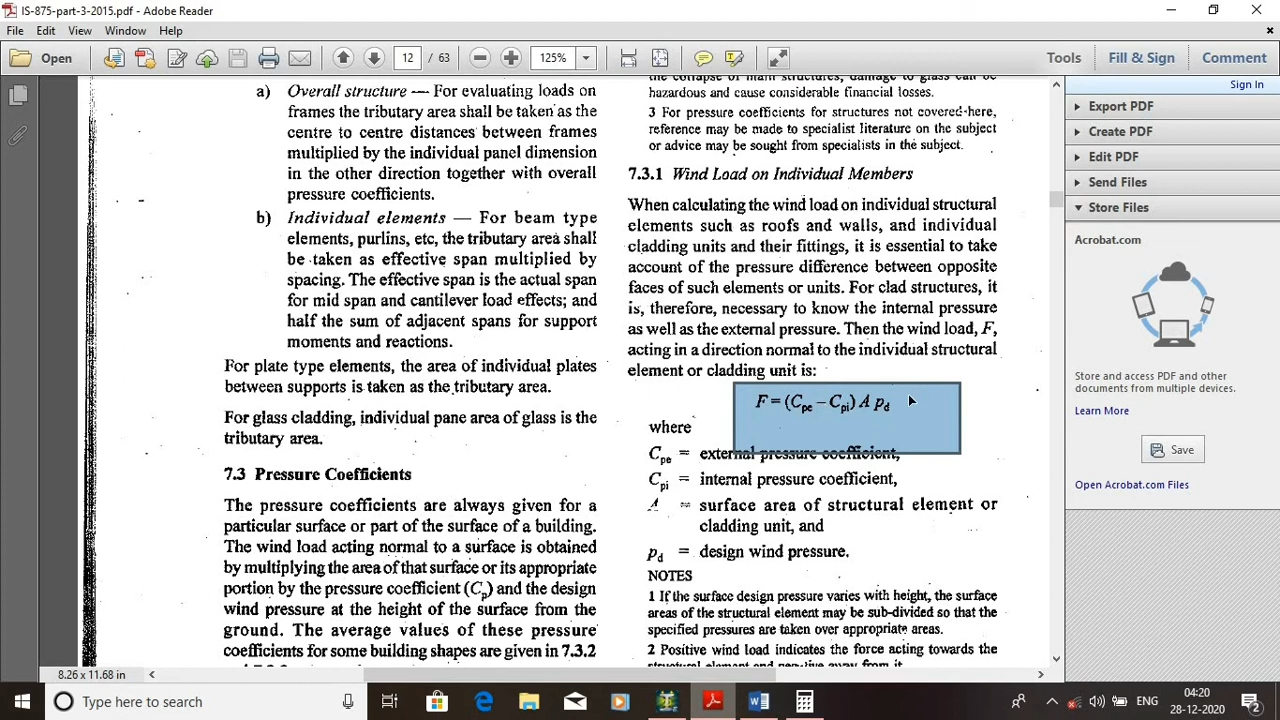 IS-875-part-3-2015.pdf - Adobe Reader
File Edit View Window Help
Open
12 / 63
125%
Tools Fill & Sign Comment
Sign In
Export PDF
Create PDF
Edit PDF
Send Files
Store Files
Acrobat.com
Store and access PDF and other
documents from multiple devices.
Learn More
Save
Open Acrobat.com Files
a) Overall structure — For evaluating loads on
frames the tributary area shall be taken as the
centre to centre distances between frames
multiplied by the individual panel dimension
in the other direction together with overall
pressure coefficients.
b) Individual elements — For beam type
elements, purlins, etc, the tributary area shall
be taken as effective span multiplied by
spacing. The effective span is the actual span
for mid span and cantilever load effects; and
half the sum of adjacent spans for support
moments and reactions.
For plate type elements, the area of individual plates
between supports is taken as the tributary area.
For glass cladding, individual pane area of glass is the
tributary area.
7.3 Pressure Coefficients
The pressure coefficients are always given for a
particular surface or part of the surface of a building.
The wind load acting normal to a surface is obtained
by multiplying the area of that surface or its appropriate
portion by the pressure coefficient (Cp) and the design
wind pressure at the height of the surface from the
ground. The average values of these pressure
coefficients for some building shapes are given in 7.3.2
the collapse of main structures, damage to glass can be
hazardous and cause considerable financial losses.
3 For pressure coefficients for structures not covered-here,
reference may be made to specialist literature on the subject
or advice may be sought from specialists in the subject.
7.3.1 Wind Load on Individual Members
When calculating the wind load on individual structural
elements such as roofs and walls, and individual
cladding units and their fittings, it is essential to take
account of the pressure difference between opposite
faces of such elements or units. For clad structures, it
is, therefore, necessary to know the internal pressure
as well as the external pressure. Then the wind load, F,
acting in a direction normal to the individual structural
element or cladding unit is:
F = (Cpe – Cpi) A pd
where
Cpe = external pressure coefficient,
Cpi = internal pressure coefficient,
A = surface area of structural element or
cladding unit, and
pd = design wind pressure.
NOTES
1 If the surface design pressure varies with height, the surface
areas of the structural element may be sub-divided so that the
specified pressures are taken over appropriate areas.
2 Positive wind load indicates the force acting towards the
structural element and negative away from it.
8.26 x 11.68 in
Type here to search
ENG
04:20
28-12-2020
2